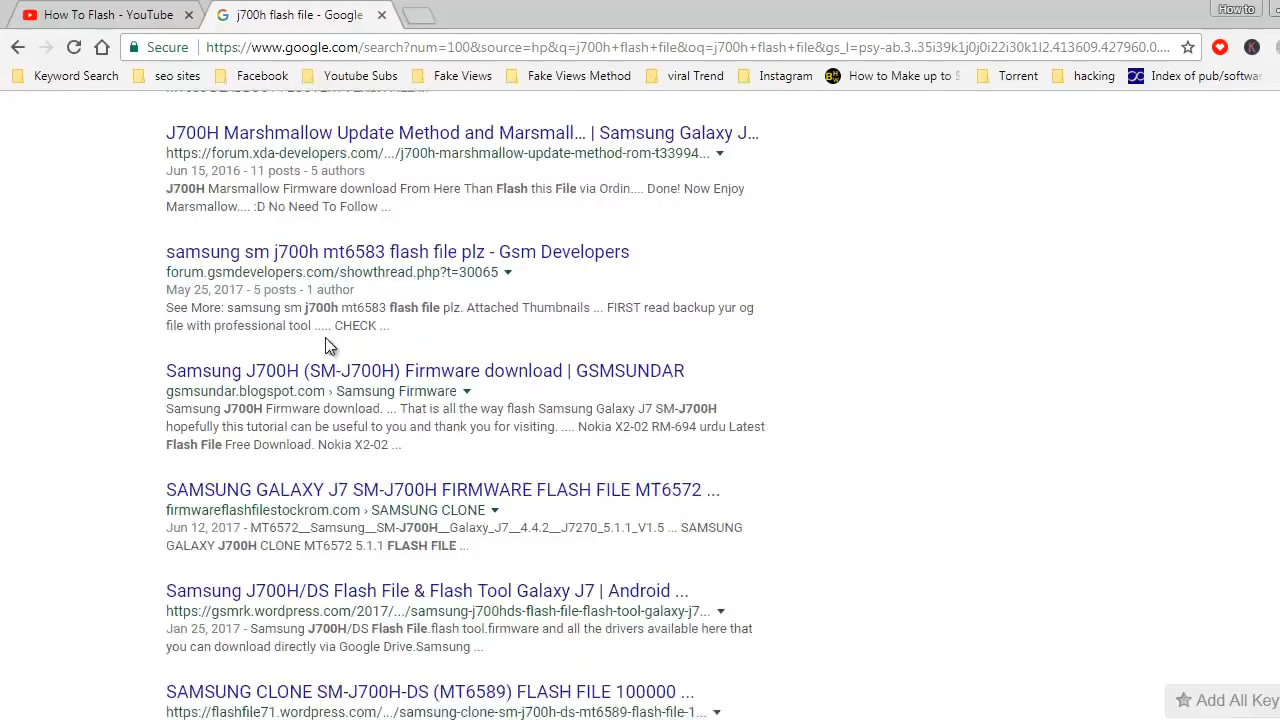 How to
How To Flash - YouTube
j700h flash file - Google
Secure
https://www.google.com/search?num=100&source=hp&q=j700h+flash+file&oq=j700h+flash+file&gs_l=psy-ab.3..35i39k1j0j0i22i30k1l2.413609.427960.0....
K
Keyword Search
seo sites
Facebook
Youtube Subs
Fake Views
Fake Views Method
viral Trend
Instagram
How to Make up to
Torrent
hacking
Index of pub/softwa
J700H Marshmallow Update Method and Marsmall... | Samsung Galaxy J...
https://forum.xda-developers.com/.../j700h-marshmallow-update-method-rom-t33994...
Jun 15, 2016 - 11 posts - 5 authors
J700H Marsmallow Firmware download From Here Than Flash this File via Ordin.... Done! Now Enjoy
Marsmallow.... :D No Need To Follow ...
samsung sm j700h mt6583 flash file plz - Gsm Developers
forum.gsmdevelopers.com/showthread.php?t=30065
May 25, 2017 - 5 posts - 1 author
See More: samsung sm j700h mt6583 flash file plz. Attached Thumbnails ... FIRST read backup yur og
file with professional tool ..... CHECK ...
Samsung J700H (SM-J700H) Firmware download | GSMSUNDAR
gsmsundar.blogspot.com › Samsung Firmware
Samsung J700H Firmware download. ... That is all the way flash Samsung Galaxy J7 SM-J700H
hopefully this tutorial can be useful to you and thank you for visiting. .... Nokia X2-02 RM-694 urdu Latest
Flash File Free Download. Nokia X2-02 ...
SAMSUNG GALAXY J7 SM-J700H FIRMWARE FLASH FILE MT6572 ...
firmwareflashfilestockrom.com › SAMSUNG CLONE
Jun 12, 2017 - MT6572__Samsung__SM-J700H__Galaxy_J7__4.4.2__J7270_5.1.1_V1.5 ... SAMSUNG
GALAXY J700H CLONE MT6572 5.1.1 FLASH FILE ...
Samsung J700H/DS Flash File & Flash Tool Galaxy J7 | Android ...
https://gsmrk.wordpress.com/2017/.../samsung-j700hds-flash-file-flash-tool-galaxy-j7...
Jan 25, 2017 - Samsung J700H/DS Flash File.flash tool.firmware and all the drivers available here that
you can download directly via Google Drive.Samsung ...
SAMSUNG CLONE SM-J700H-DS (MT6589) FLASH FILE 100000 ...
https://flashfile71.wordpress.com/.../samsung-clone-sm-j700h-ds-mt6589-flash-file-1...
Add All Key